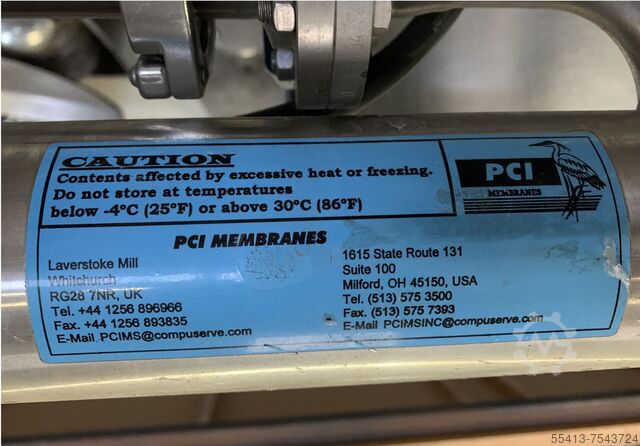 CAUTION
Contents affected by excessive heat or freezing.
Do not store at temperatures
below -4°C (25°F) or above 30°C (86°F)
PCI
MEMBRANES
PCI MEMBRANES
Laverstoke Mill
Whitchurch
RG28 7NR, UK
Tel. +44 1256 896966
Fax. +44 1256 893835
E-Mail PCIMS@compuserve.com
1615 State Route 131
Suite 100
Milford, OH 45150, USA
Tel. (513) 575 3500
Fax. (513) 575 7393
E-Mail PCIMSINC@compuserve.com
55413-7543724